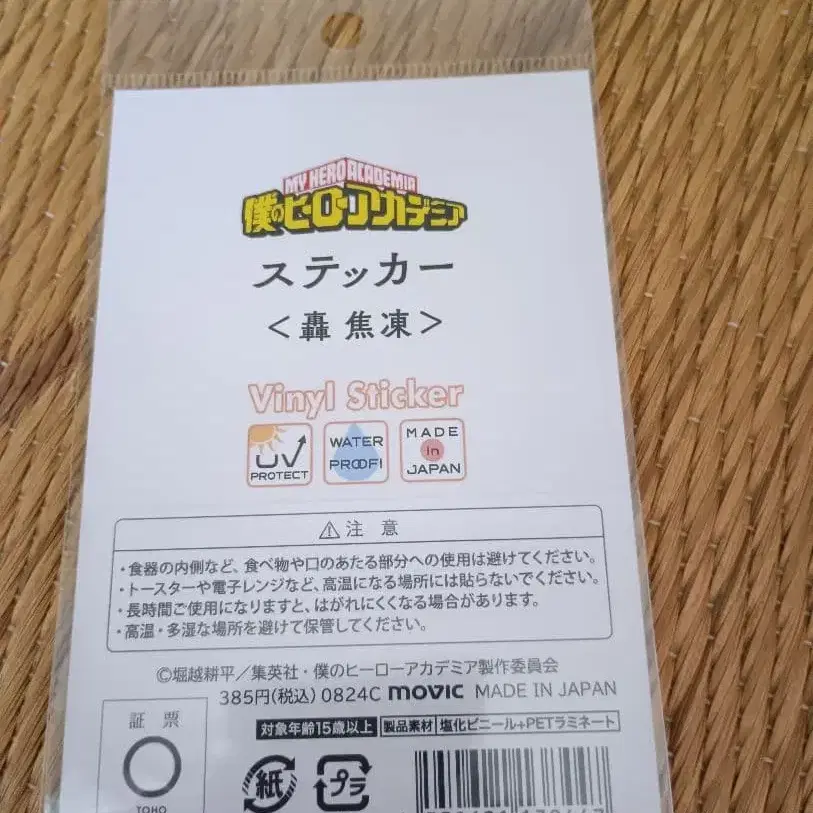 MY HERO ACADEMIA
僕のヒーローアカデミア
ステッカー
＜轟 焦凍＞
Vinyl Sticker
UV PROTECT
WATER PROOF!
MADE in JAPAN
⚠注 意
・食器の内側など、食べ物や口のあたる部分への使用は避けてください。
・トースターや電子レンジなど、高温になる場所には貼らないでください。
・長時間ご使用になりますと、はがれにくくなる場合があります。
・高温・多湿な場所を避けて保管してください。
©堀越耕平／集英社・僕のヒーローアカデミア製作委員会
385円(税込) 0824C movic MADE IN JAPAN
対象年齢15歳以上 製品素材 塩化ビニール+PETラミネート
証 票
TOHO
紙
プラ